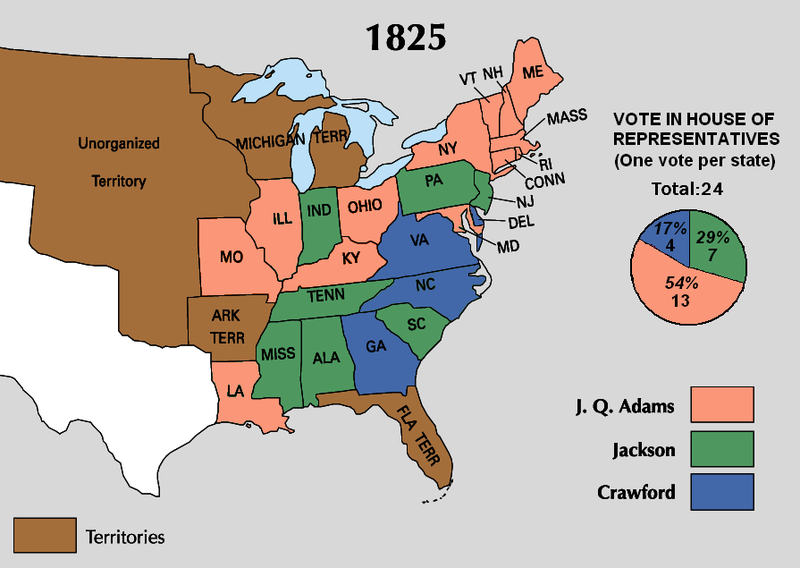 1825
VOTE IN HOUSE OF
REPRESENTATIVES
(One vote per state)
Total:24
17%
4
29%
7
54%
13
VT
NH
ME
MASS
RI
CONN
NY
NJ
PA
DEL
MD
Unorganized
Territory
MICHIGAN TERR
ILL
IND
OHIO
MO
KY
VA
NC
TENN
ARK
TERR
SC
MISS
ALA
GA
LA
FLA TERR
J. Q. Adams
Jackson
Crawford
Territories